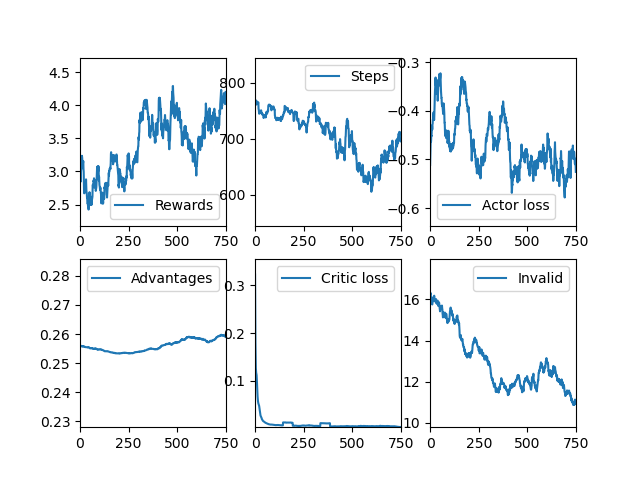 4.5
4.0
3.5
3.0
2.5
0 250 500 750
Rewards
800
700
600
0 250 500 750
Steps
−0.3
−0.4
−0.5
−0.6
0 250 500 750
Actor loss
0.28
0.27
0.26
0.25
0.24
0.23
0 250 500 750
Advantages
0.3
0.2
0.1
0 250 500 750
Critic loss
16
14
12
10
0 250 500 750
Invalid